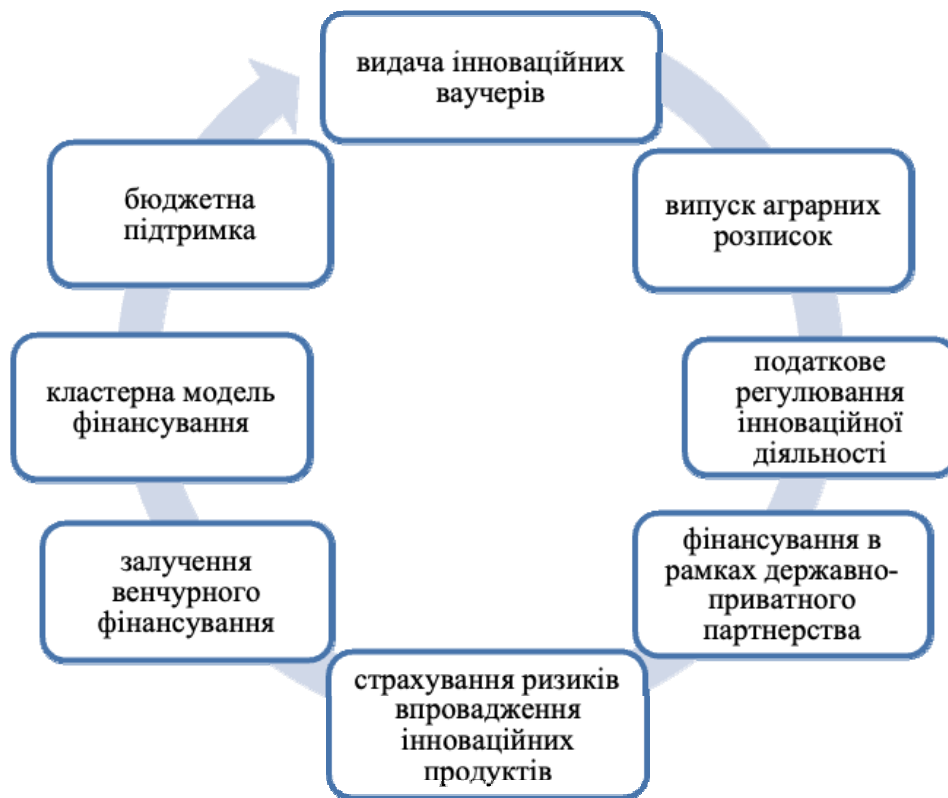 видача інноваційних
ваучерів
випуск аграрних
розписок
податкове
регулювання
інноваційної
діяльності
фінансування в
рамках державно-
приватного
партнерства
страхування ризиків
впровадження
інноваційних
продуктів
залучення
венчурного
фінансування
кластерна модель
фінансування
бюджетна
підтримка